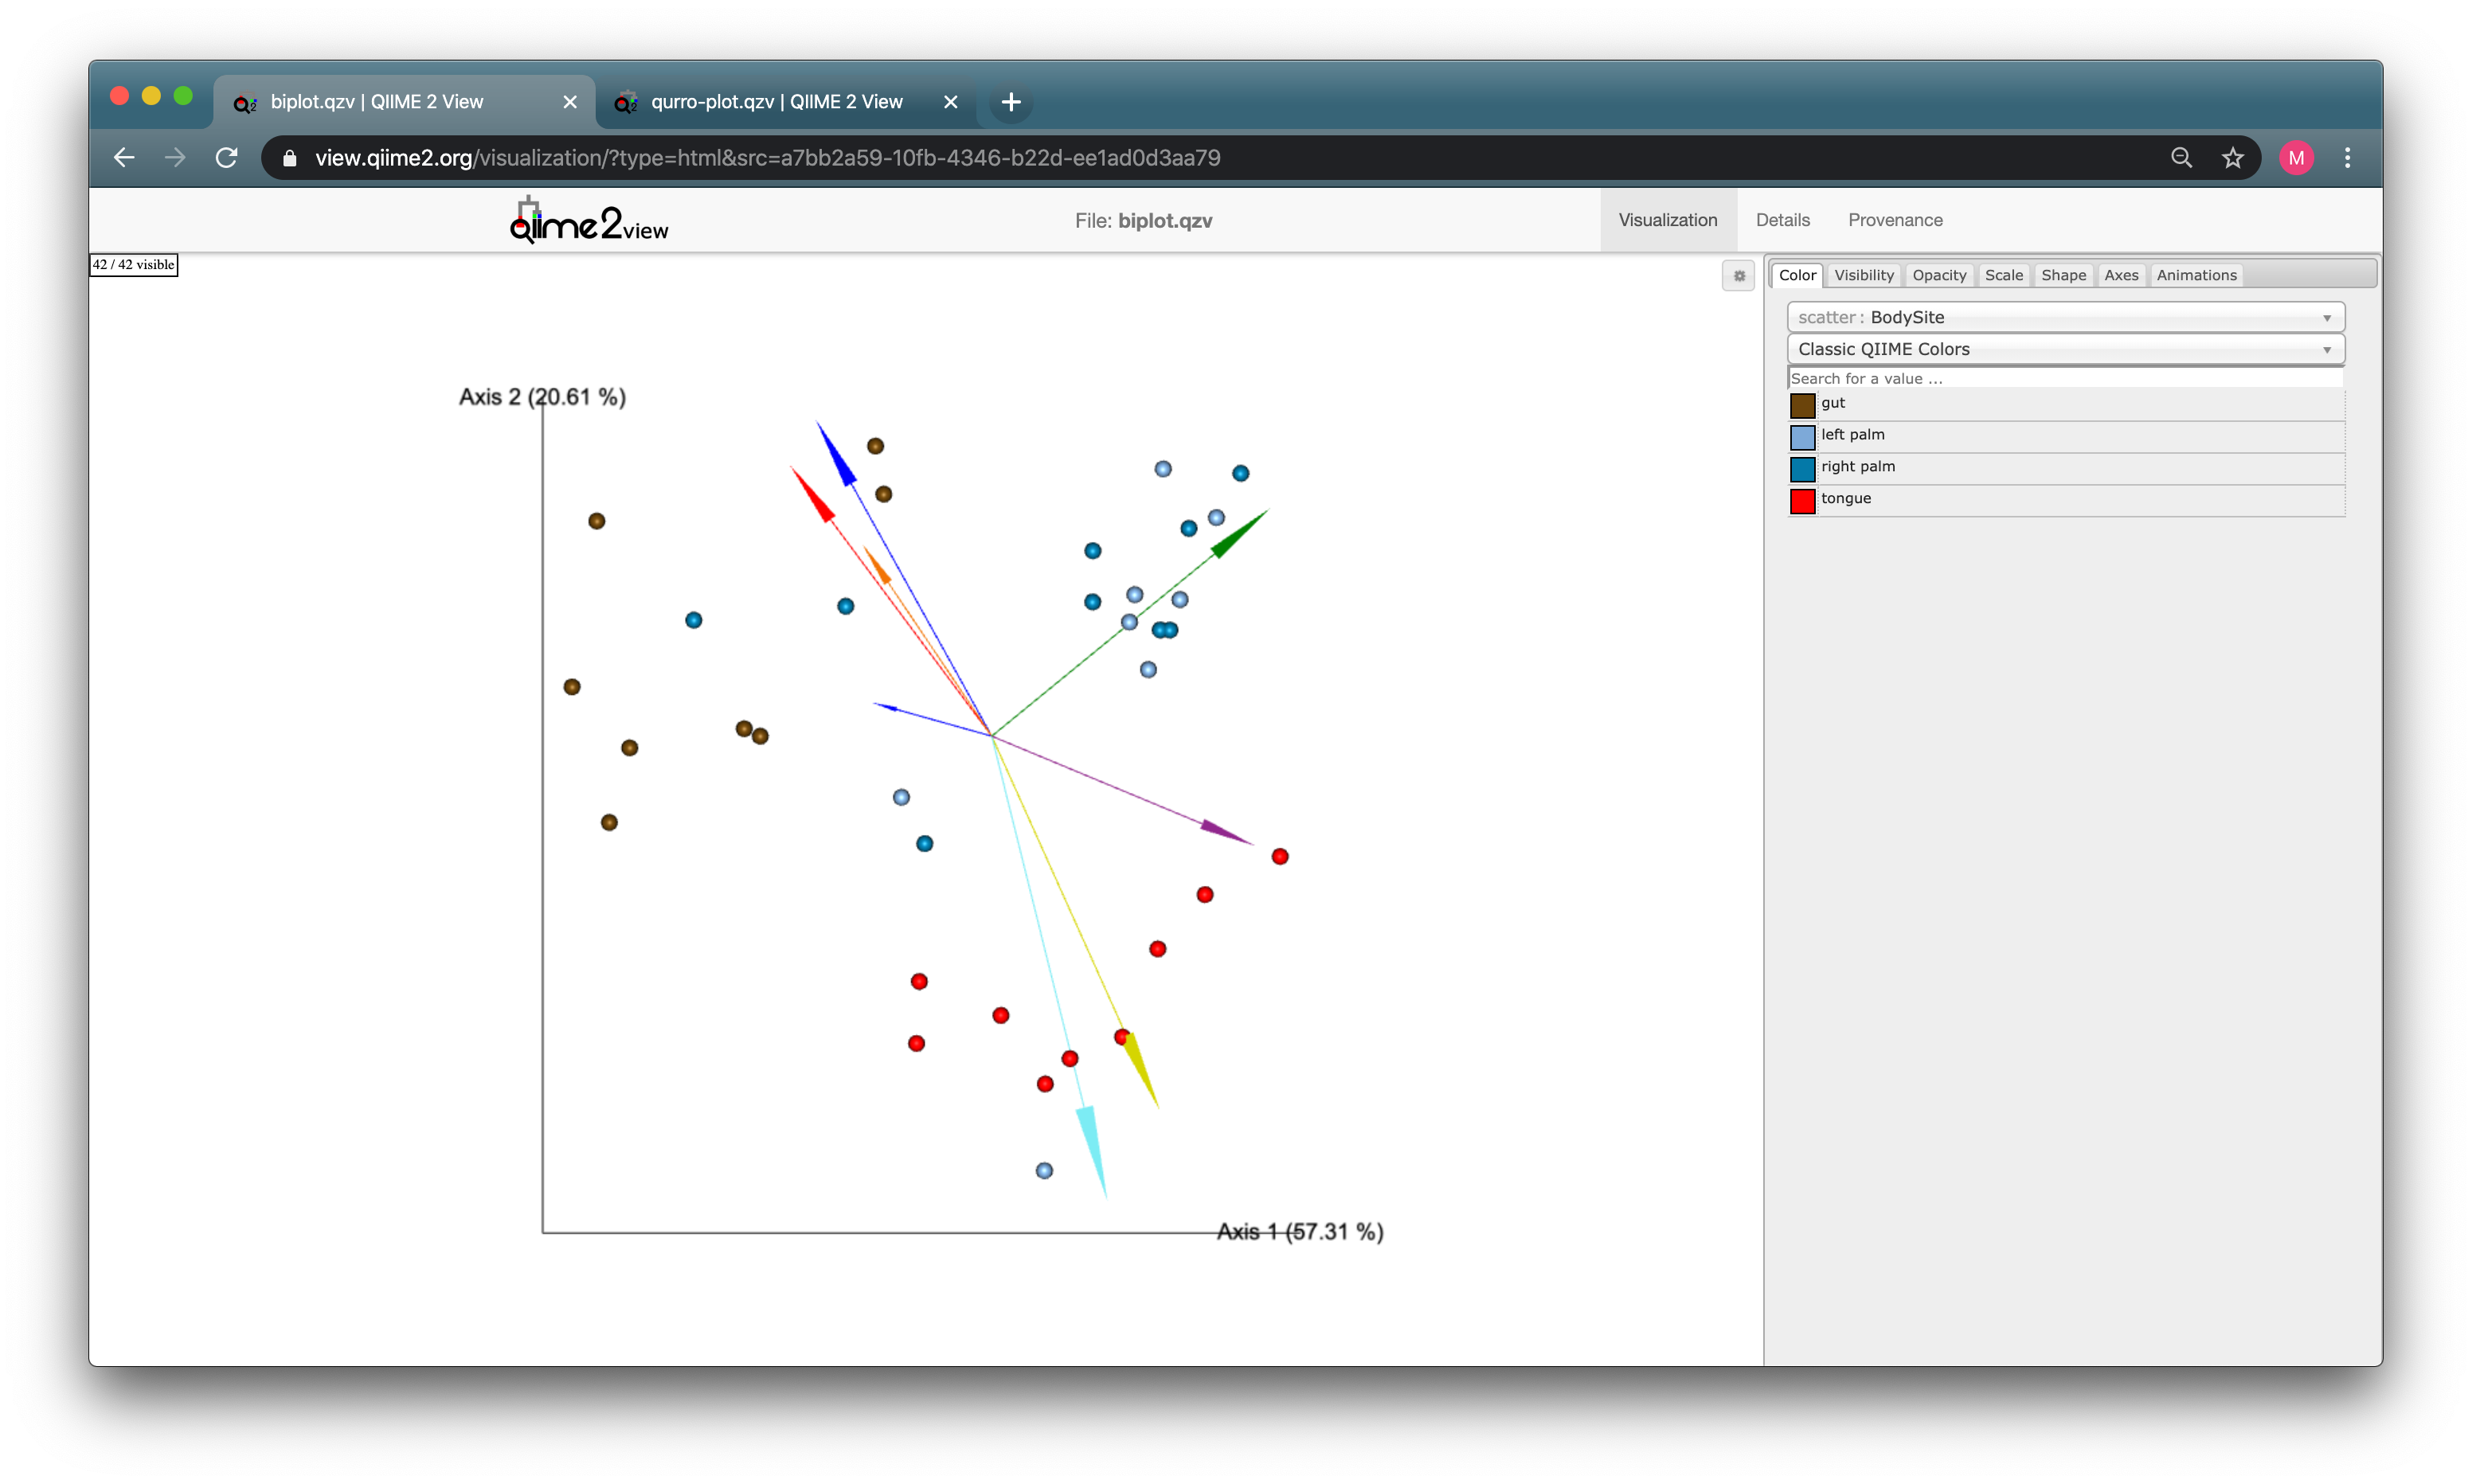 biplot.qzv | QIIME 2 View
qurro-plot.qzv | QIIME 2 View
view.qiime2.org/visualization/?type=html&src=a7bb2a59-10fb-4346-b22d-ee1ad0d3aa79
M
qiime2view
File: biplot.qzv
Visualization
Details
Provenance
42 / 42 visible
Color
Visibility
Opacity
Scale
Shape
Axes
Animations
scatter: BodySite
Classic QIIME Colors
Search for a value ...
gut
left palm
right palm
tongue
Axis 2 (20.61 %)
Axis 1 (57.31 %)